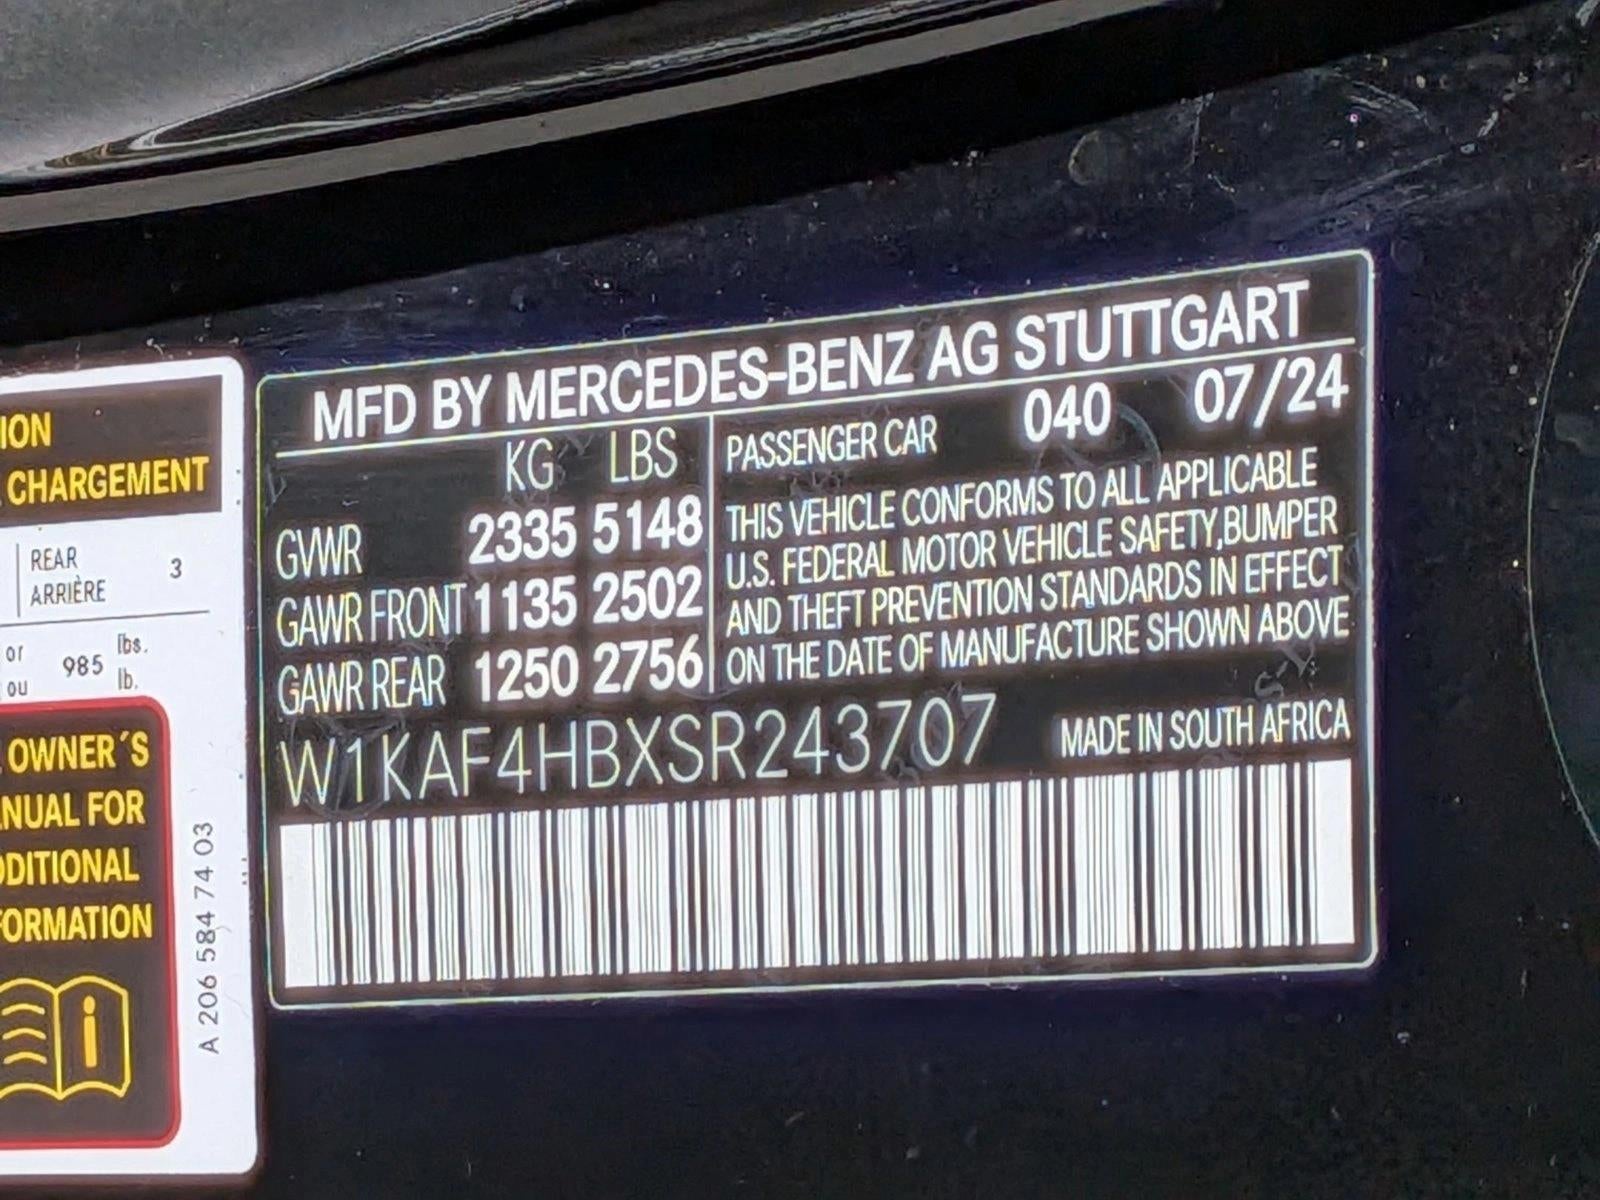 ION
CHARGEMENT
REAR
ARRIÈRE
3
or
ou
985
lbs.
lb.
OWNER´S
NUAL FOR
DDITIONAL
FORMATION
i
A 206 584 74 03
MFD BY MERCEDES-BENZ AG STUTTGART
KG LBS
GVWR 2335 5148
GAWR FRONT 1135 2502
GAWR REAR 1250 2756
PASSENGER CAR 040 07/24
THIS VEHICLE CONFORMS TO ALL APPLICABLE
U.S. FEDERAL MOTOR VEHICLE SAFETY,BUMPER
AND THEFT PREVENTION STANDARDS IN EFFECT
ON THE DATE OF MANUFACTURE SHOWN ABOVE
W1KAF4HBXSR243707 MADE IN SOUTH AFRICA